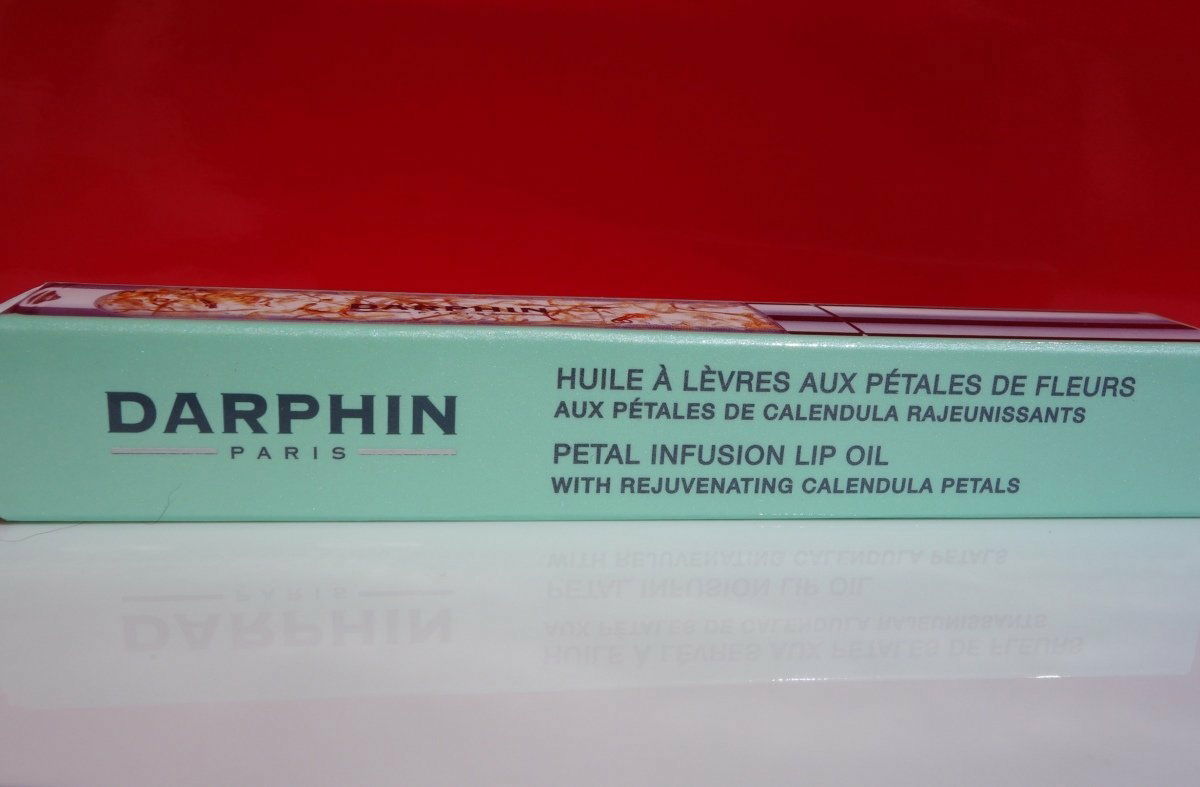 DARPHIN
DARPHIN
PARIS
HUILE À LÈVRES AUX PÉTALES DE FLEURS
AUX PÉTALES DE CALENDULA RAJEUNISSANTS
PETAL INFUSION LIP OIL
WITH REJUVENATING CALENDULA PETALS